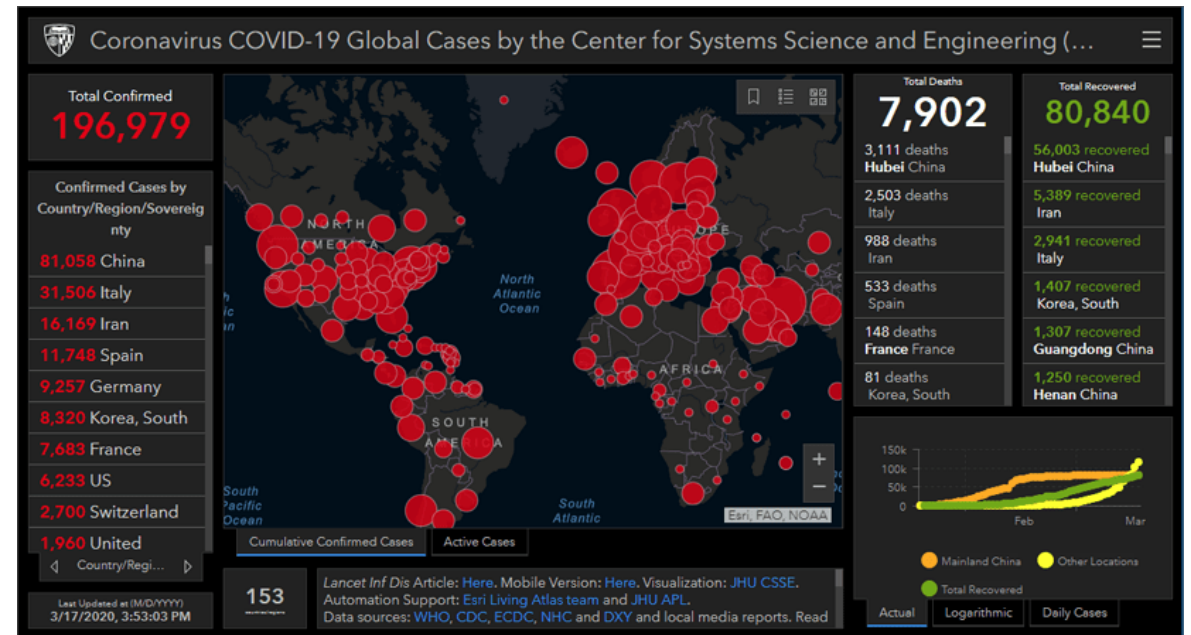 Coronavirus COVID-19 Global Cases by the Center for Systems Science and Engineering (...
Total Confirmed
196,979
Confirmed Cases by
Country/Region/Sovereig
nty
81,058 China
31,506 Italy
16,169 Iran
11,748 Spain
9,257 Germany
8,320 Korea, South
7,683 France
6,233 US
2,700 Switzerland
1,960 United
Country/Regi...
Last Updated at (M/D/YYYY)
3/17/2020, 3:53:03 PM
NORTH
AMERICA
North
Atlantic
Ocean
EUROPE
AFRICA
SOUTH
AMERICA
South
Pacific
Ocean
South
Atlantic
+
−
Esri, FAO, NOAA
Cumulative Confirmed Cases
Active Cases
153
Lancet Inf Dis Article: Here. Mobile Version: Here. Visualization: JHU CSSE.
Automation Support: Esri Living Atlas team and JHU APL.
Data sources: WHO, CDC, ECDC, NHC and DXY and local media reports. Read
Total Deaths
7,902
3,111 deaths
Hubei China
2,503 deaths
Italy
988 deaths
Iran
533 deaths
Spain
148 deaths
France France
81 deaths
Korea, South
Total Recovered
80,840
56,003 recovered
Hubei China
5,389 recovered
Iran
2,941 recovered
Italy
1,407 recovered
Korea, South
1,307 recovered
Guangdong China
1,250 recovered
Henan China
150k
100k
50k
0
Feb
Mar
Mainland China
Other Locations
Total Recovered
Actual
Logarithmic
Daily Cases